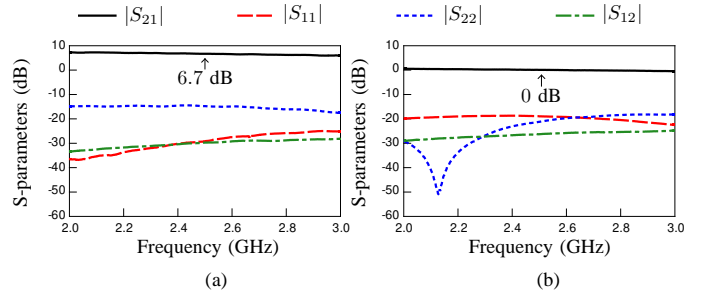 |S21| |S11| |S22| |S12|
S-parameters (dB)
10
0
-10
-20
-30
-40
-50
-60
6.7 dB
2.0 2.2 2.4 2.6 2.8 3.0
Frequency (GHz)
(a)
S-parameters (dB)
10
0
-10
-20
-30
-40
-50
-60
0 dB
2.0 2.2 2.4 2.6 2.8 3.0
Frequency (GHz)
(b)